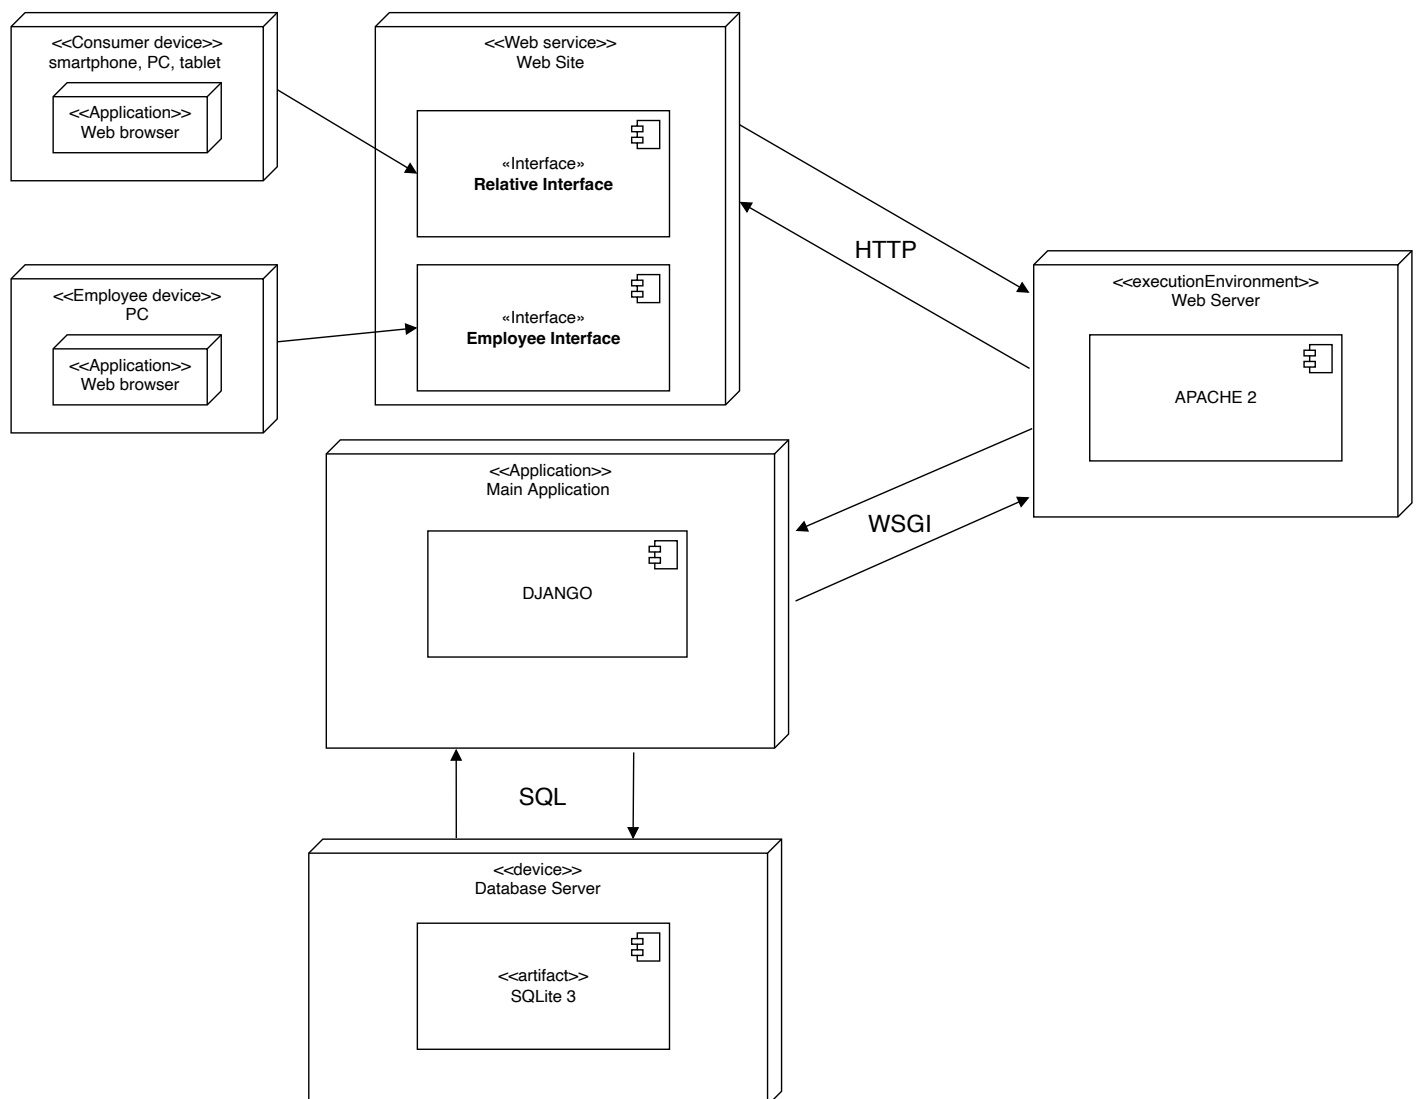 <<Consumer device>>
smartphone, PC, tablet
<<Application>>
Web browser
<<Web service>>
Web Site
«Interface»
Relative Interface
«Interface»
Employee Interface
<<Employee device>>
PC
<<Application>>
Web browser
HTTP
<<executionEnvironment>>
Web Server
APACHE 2
<<Application>>
Main Application
DJANGO
WSGI
SQL
<<device>>
Database Server
<<artifact>>
SQLite 3